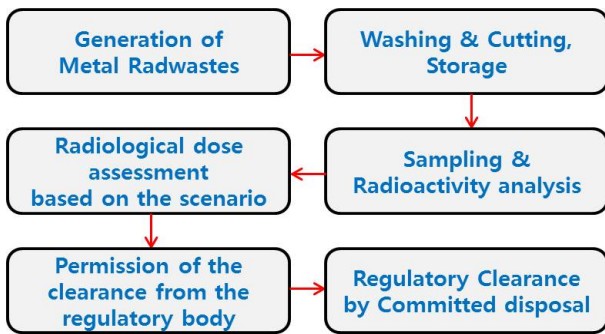 Generation of
Metal Radwastes
Washing & Cutting,
Storage
Radiological dose
assessment
based on the scenario
Sampling &
Radioactivity analysis
Permission of the
clearance from the
regulatory body
Regulatory Clearance
by Committed disposal